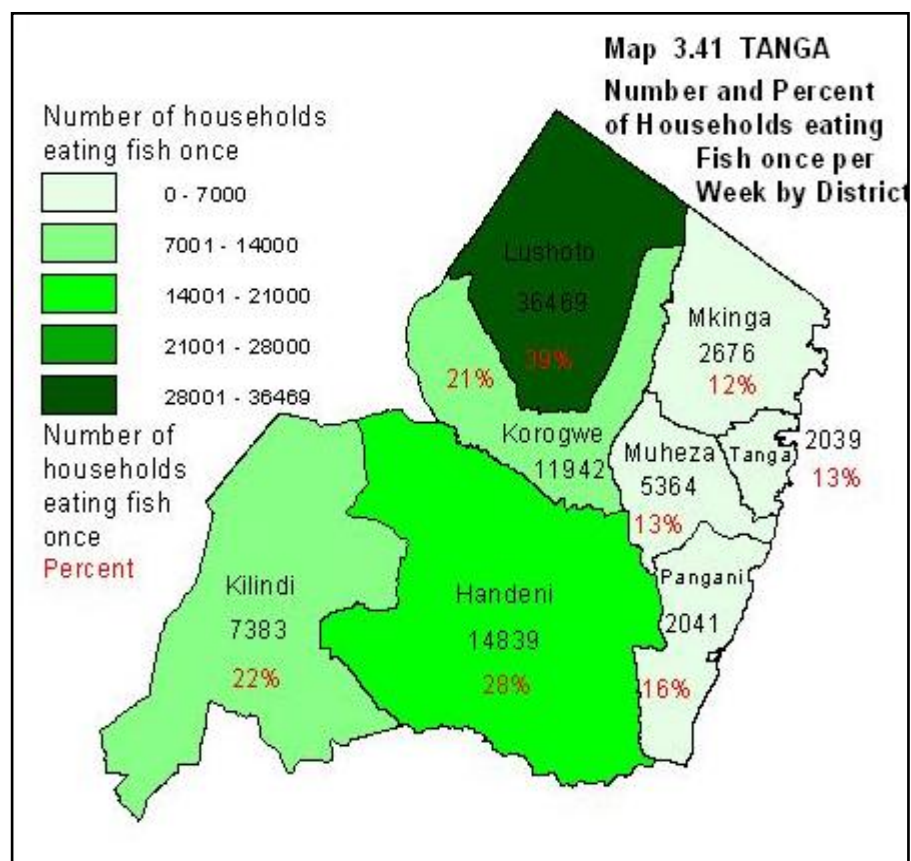 Map 3.41 TANGA
Number and Percent
of Households eating
Fish once per
Week by District
Number of households
eating fish once
0 - 7000
7001 - 14000
14001 - 21000
21001 - 28000
28001 - 36469
Number of
households
eating fish
once
Percent
Lushoto
36469
39%
Mkinga
2676
12%
21%
Korogwe
11942
Muheza
5364
13%
Tanga
2039
13%
Pangani
2041
16%
Kilindi
7383
22%
Handeni
14839
28%